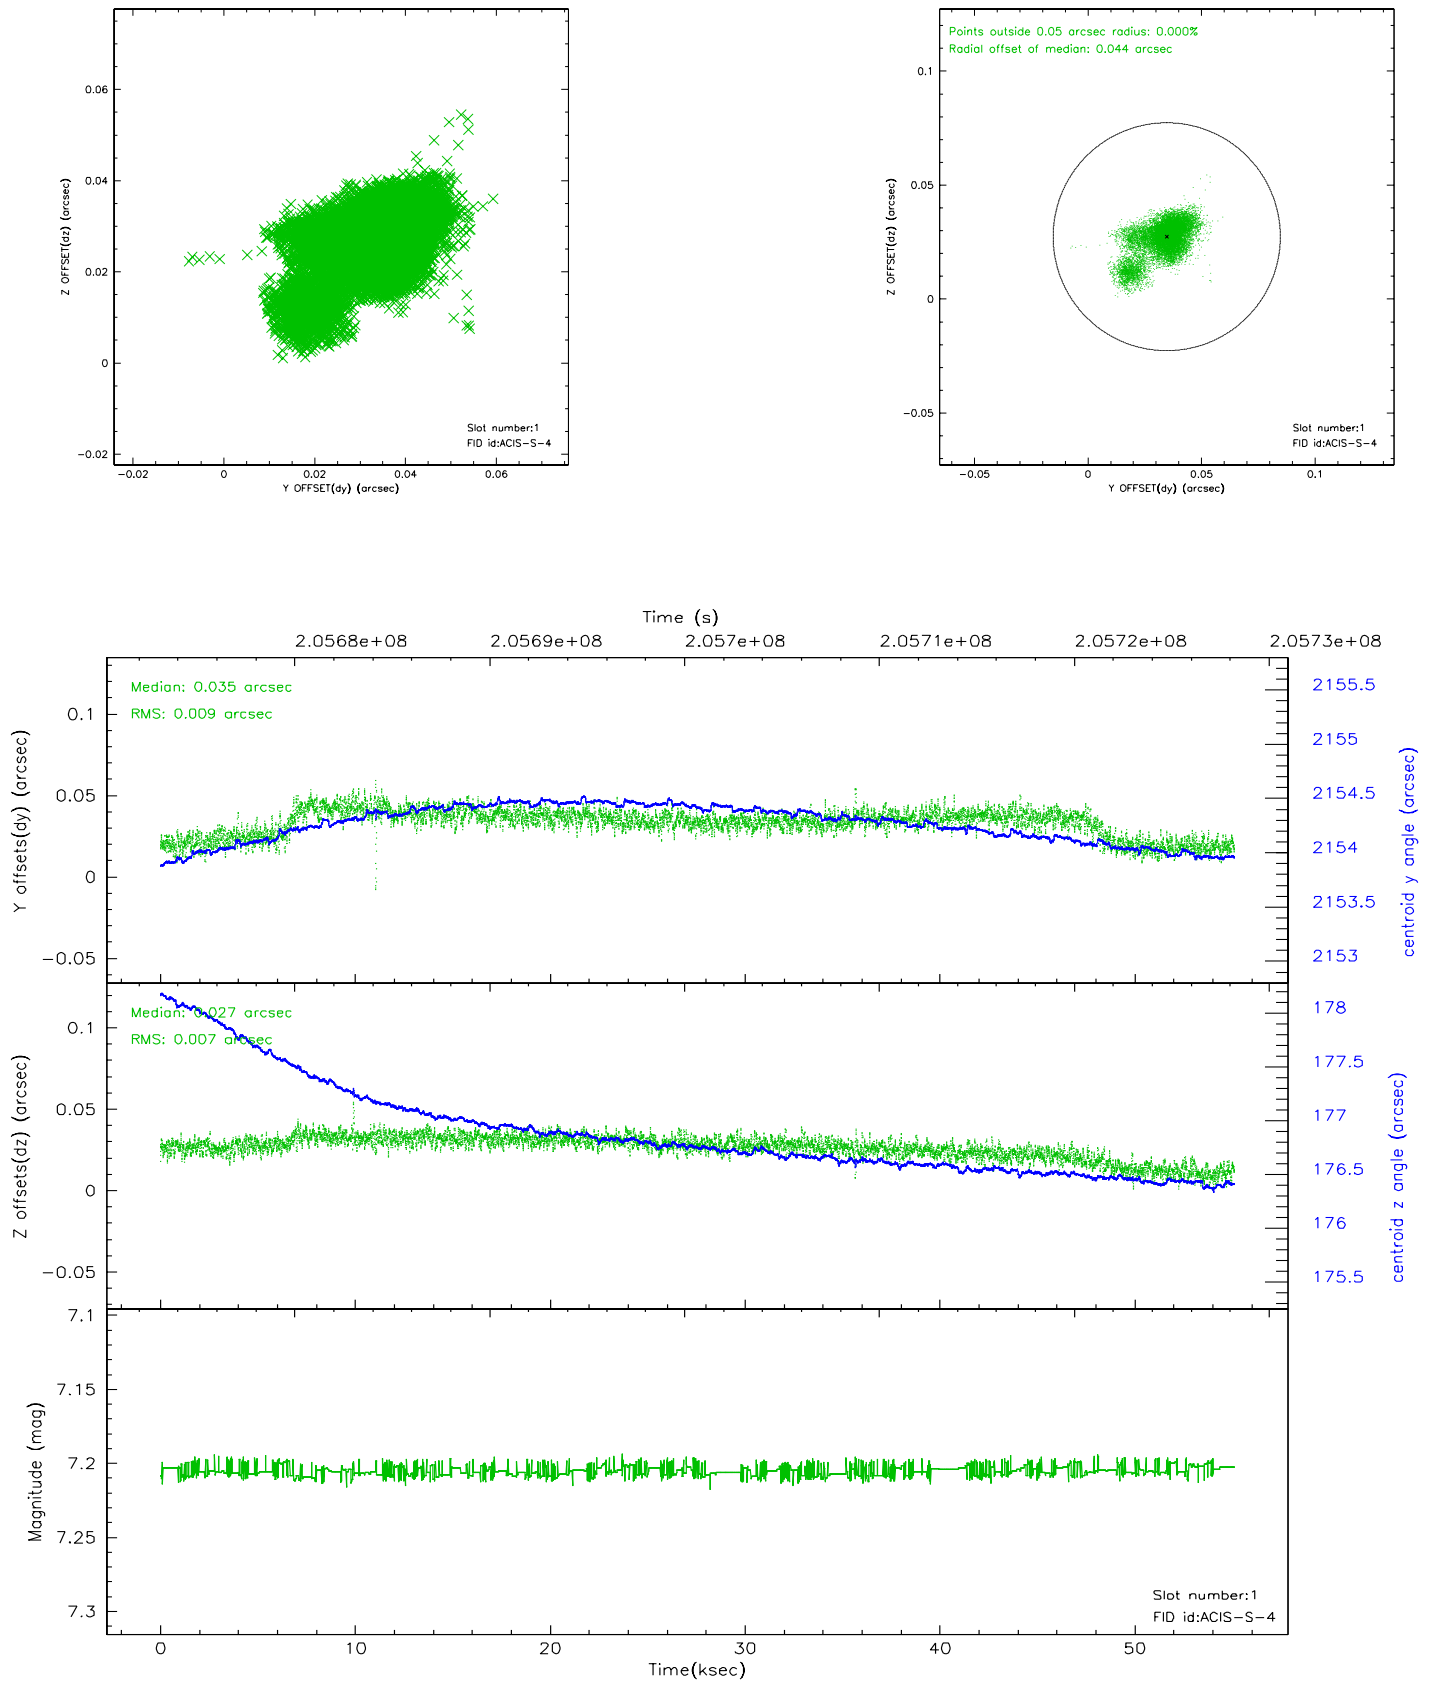 0.06
0.04
0.02
0
-0.02
Z OFFSET(dz) (arcsec)
Slot number:1
FID id:ACIS-S-4
-0.02
0
0.02
0.04
0.06
Y OFFSET(dy) (arcsec)
Points outside 0.05 arcsec radius: 0.000%
Radial offset of median: 0.044 arcsec
0.1
0.05
0
-0.05
Z OFFSET(dz) (arcsec)
Slot number:1
FID id:ACIS-S-4
-0.05
0
0.05
0.1
Y OFFSET(dy) (arcsec)
Time (s)
2.0568e+08
2.0569e+08
2.057e+08
2.0571e+08
2.0572e+08
2.0573e+08
Median: 0.035 arcsec
RMS: 0.009 arcsec
0.1
0.05
0
-0.05
Y offsets(dy) (arcsec)
2155.5
2155
2154.5
2154
2153.5
2153
centroid y angle (arcsec)
Median: 0.027 arcsec
RMS: 0.007 arcsec
0.1
0.05
0
-0.05
Z offsets(dz) (arcsec)
178
177.5
177
176.5
176
175.5
centroid z angle (arcsec)
7.1
7.15
7.2
7.25
7.3
Magnitude (mag)
Slot number:1
FID id:ACIS-S-4
0
10
20
30
40
50
Time(ksec)